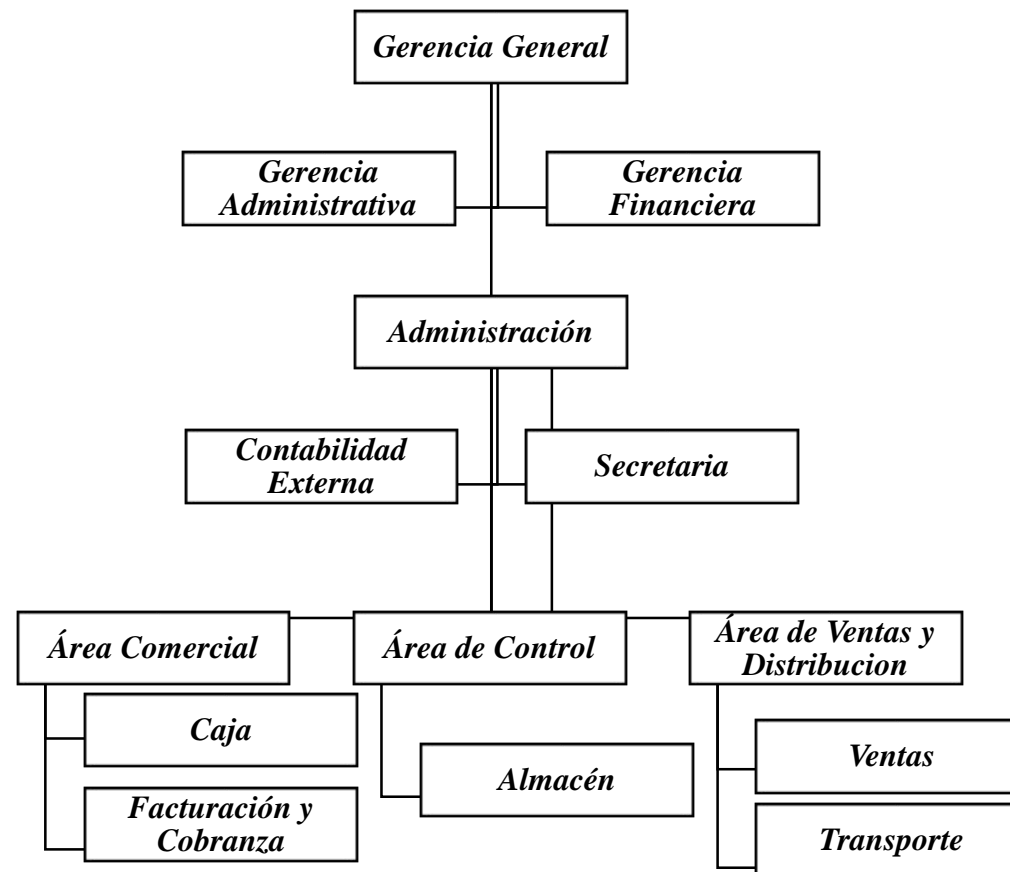 Gerencia General
Gerencia
Administrativa
Gerencia
Financiera
Administración
Contabilidad
Externa
Secretaria
Área Comercial
Área de Control
Área de Ventas y
Distribucion
Caja
Facturación y
Cobranza
Almacén
Ventas
Transporte